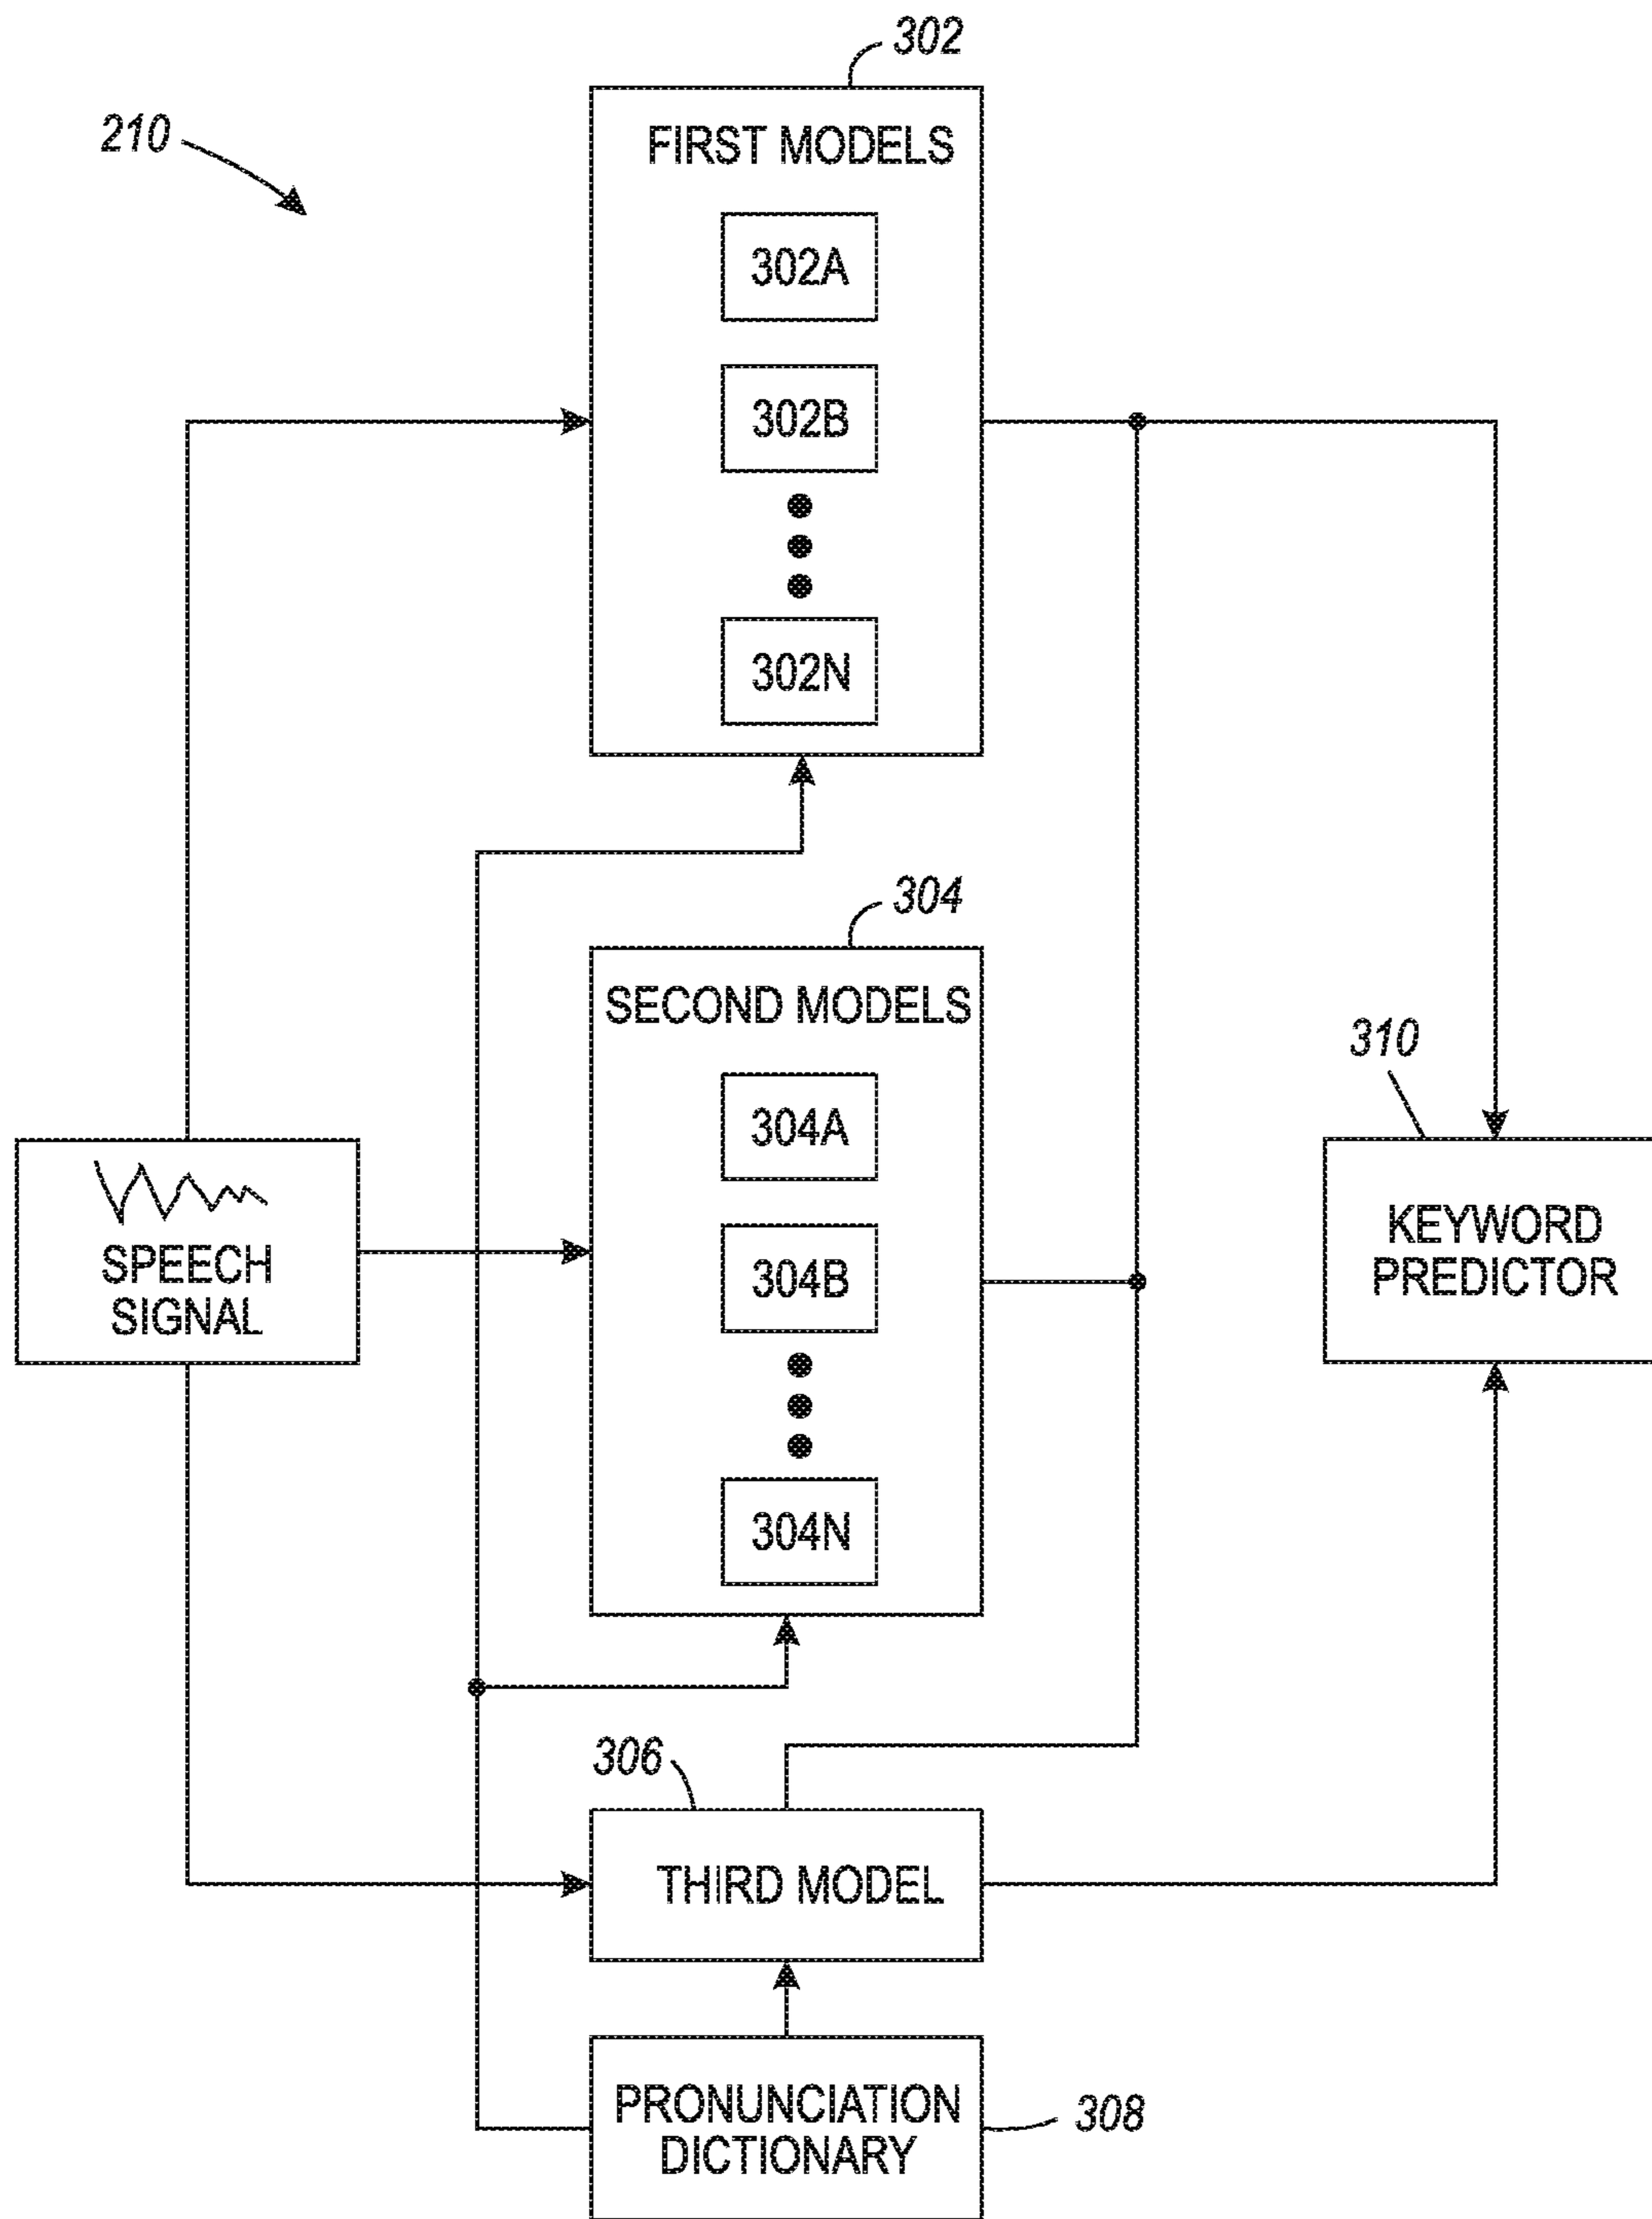 302
210
FIRST MODELS
302A
302B
302N
304
SECOND MODELS
304A
304B
304N
310
SPEECH
SIGNAL
KEYWORD
PREDICTOR
306
THIRD MODEL
PRONUNCIATION
DICTIONARY
308